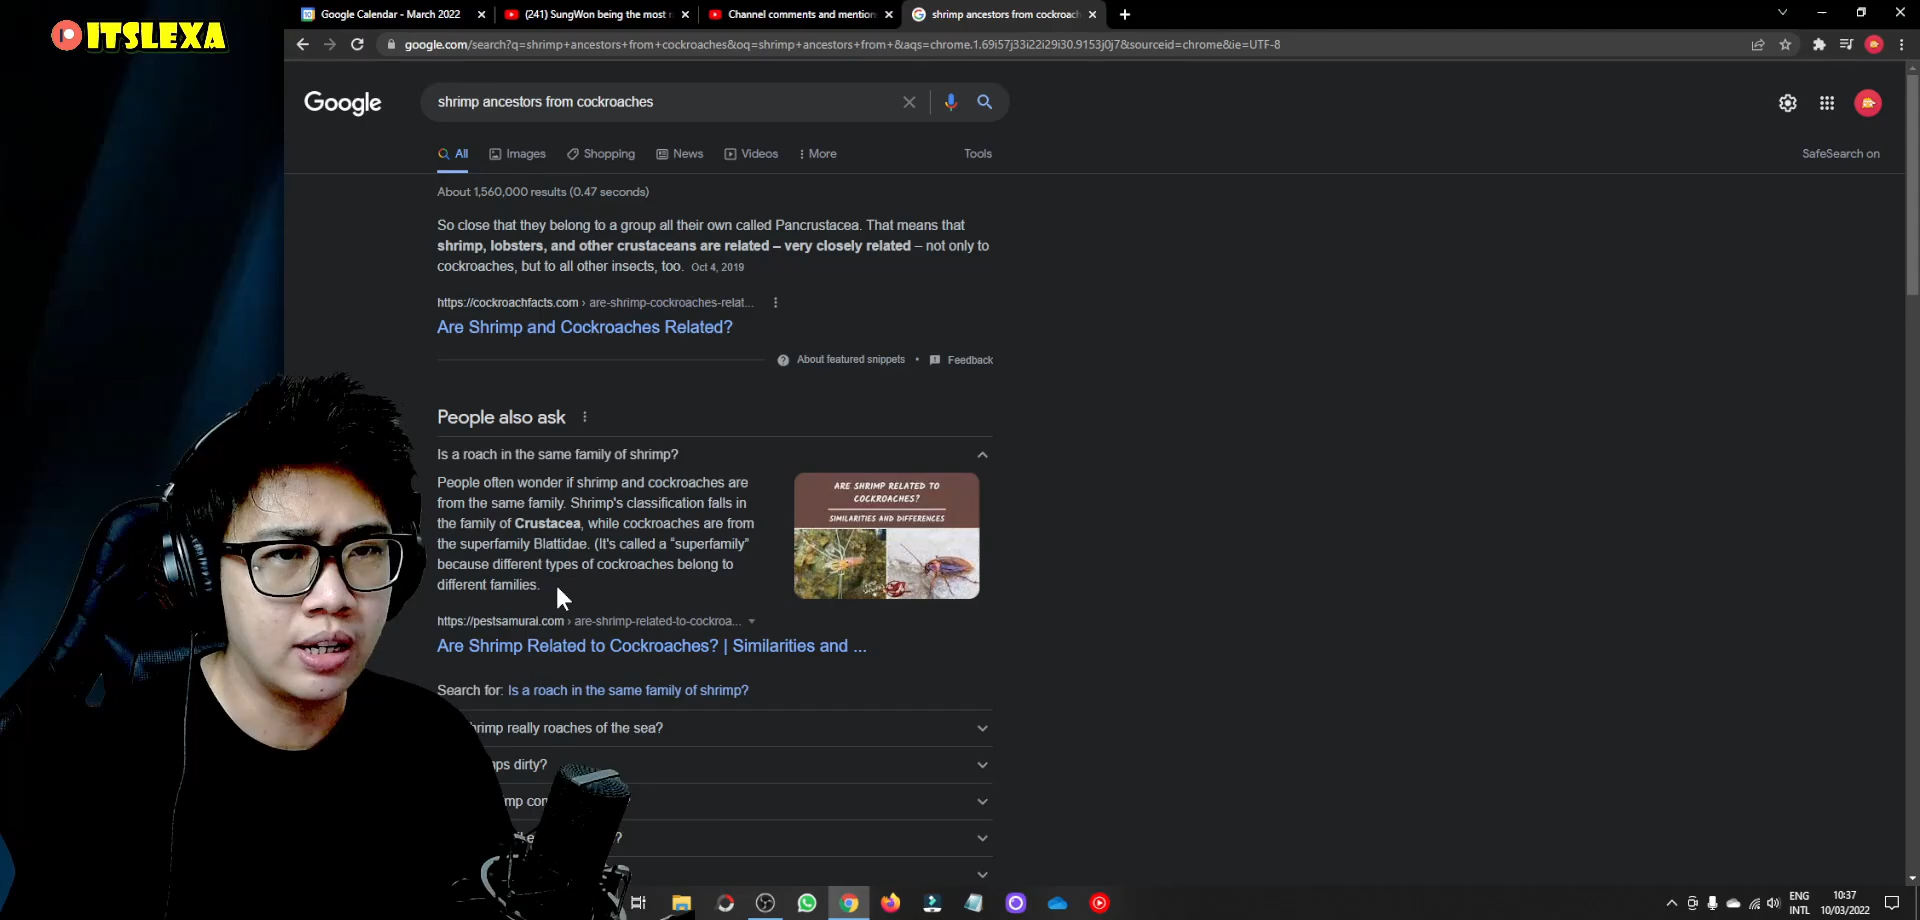 ITSLEXA
Google Calendar - March 2022
(241) SungWon being the most r
Channel comments and mention
shrimp ancestors from cockroach
google.com/search?q=shrimp+ancestors+from+cockroaches&oq=shrimp+ancestors+from+&aqs=chrome.1.69i57j33i22i29i30.9153j0j7&sourceid=chrome&ie=UTF-8
Google
shrimp ancestors from cockroaches
All
Images
Shopping
News
Videos
More
Tools
SafeSearch on
About 1,560,000 results (0.47 seconds)
So close that they belong to a group all their own called Pancrustacea. That means that
shrimp, lobsters, and other crustaceans are related – very closely related – not only to
cockroaches, but to all other insects, too. Oct 4, 2019
https://cockroachfacts.com › are-shrimp-cockroaches-relat...
Are Shrimp and Cockroaches Related?
About featured snippets • Feedback
People also ask
Is a roach in the same family of shrimp?
People often wonder if shrimp and cockroaches are
from the same family. Shrimp's classification falls in
the family of Crustacea, while cockroaches are from
the superfamily Blattidae. (It's called a "superfamily"
because different types of cockroaches belong to
different families.
ARE SHRIMP RELATED TO
COCKROACHES?
SIMILARITIES AND DIFFERENCES
https://pestsamurai.com › are-shrimp-related-to-cockroa...
Are Shrimp Related to Cockroaches? | Similarities and ...
Search for: Is a roach in the same family of shrimp?
really roaches of the sea?
dirty?
ENG
INTL
10:37
10/03/2022